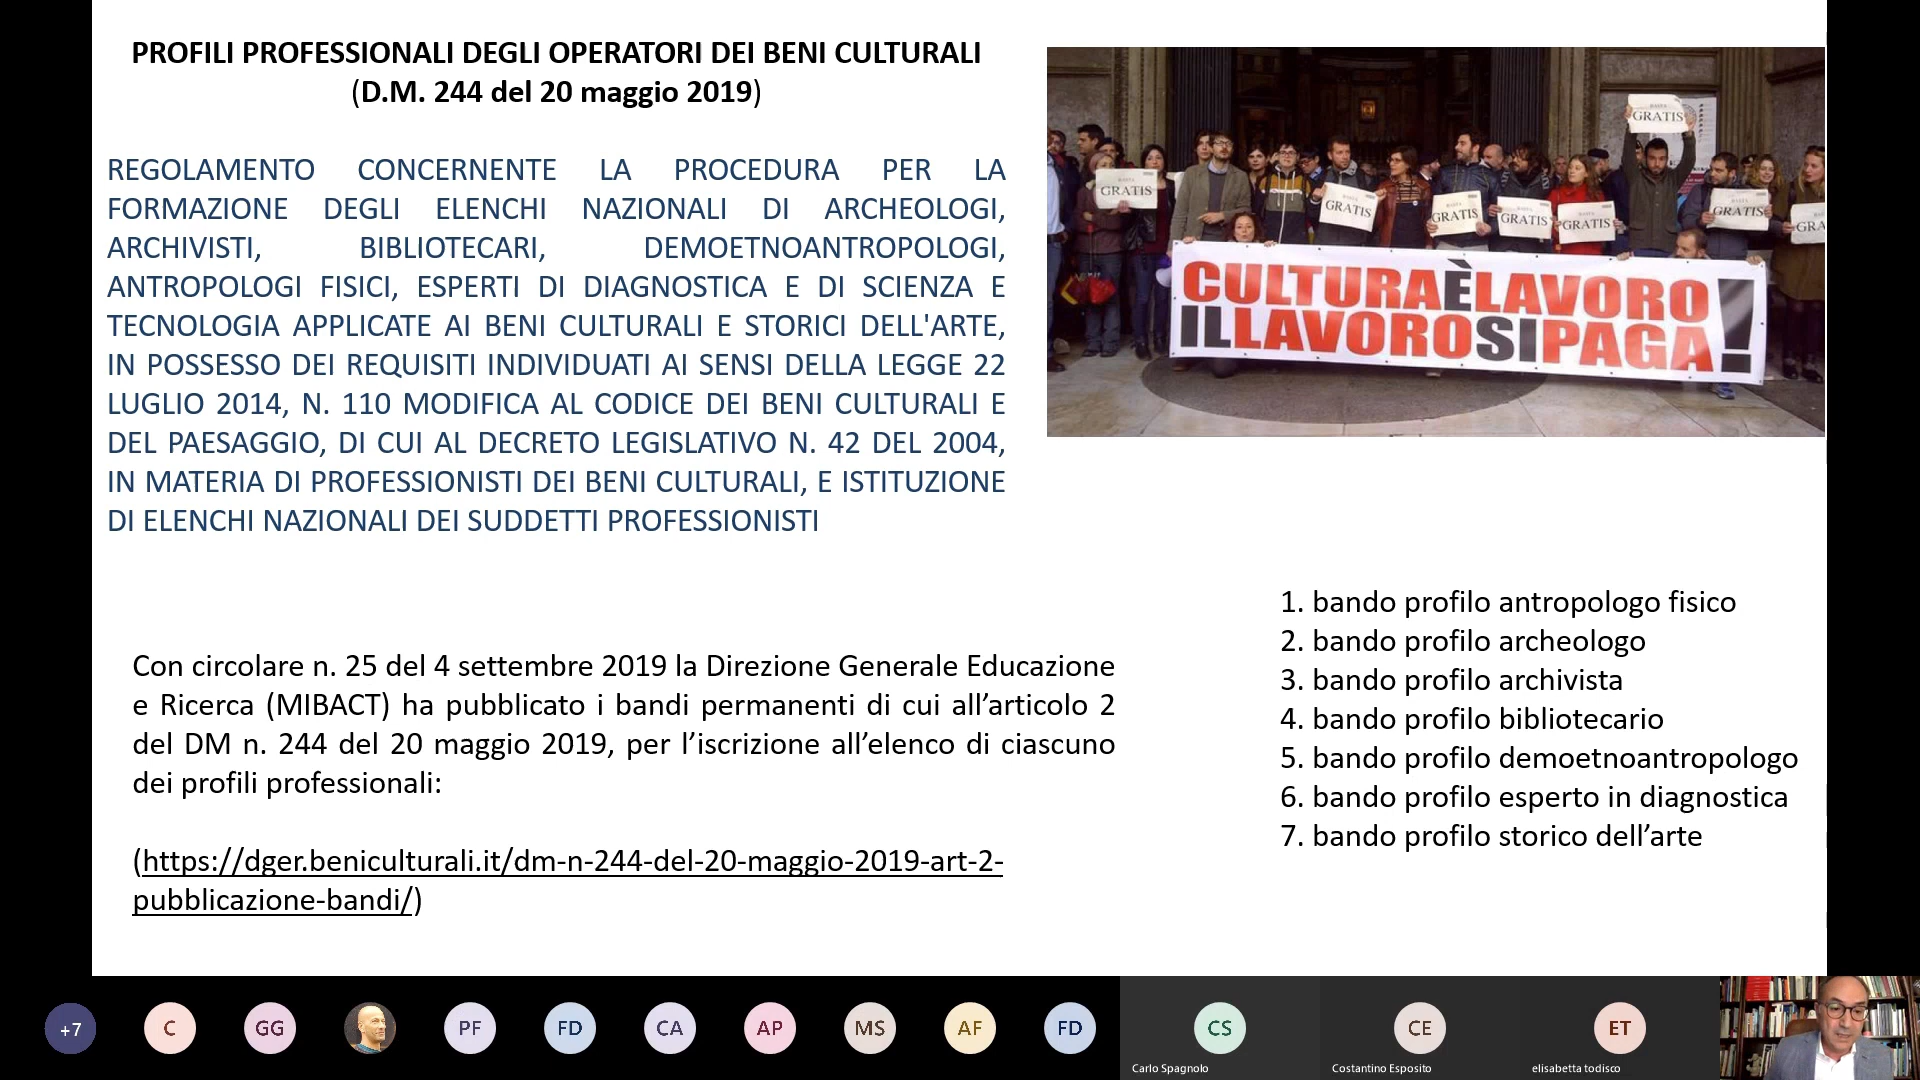 PROFILI PROFESSIONALI DEGLI OPERATORI DEI BENI CULTURALI
(D.M. 244 del 20 maggio 2019)
REGOLAMENTO CONCERNENTE LA PROCEDURA PER LA
FORMAZIONE DEGLI ELENCHI NAZIONALI DI ARCHEOLOGI,
ARCHIVISTI, BIBLIOTECARI, DEMOETNOANTROPOLOGI,
ANTROPOLOGI FISICI, ESPERTI DI DIAGNOSTICA E DI SCIENZA E
TECNOLOGIA APPLICATE AI BENI CULTURALI E STORICI DELL'ARTE,
IN POSSESSO DEI REQUISITI INDIVIDUATI AI SENSI DELLA LEGGE 22
LUGLIO 2014, N. 110 MODIFICA AL CODICE DEI BENI CULTURALI E
DEL PAESAGGIO, DI CUI AL DECRETO LEGISLATIVO N. 42 DEL 2004,
IN MATERIA DI PROFESSIONISTI DEI BENI CULTURALI, E ISTITUZIONE
DI ELENCHI NAZIONALI DEI SUDDETTI PROFESSIONISTI
GRATIS
GRATIS
GRATIS
GRATIS
GRATIS
GRATIS
GRATIS
GRA
CULTURAÈLAVORO
ILLAVOROSIPAGA!
Con circolare n. 25 del 4 settembre 2019 la Direzione Generale Educazione
e Ricerca (MIBACT) ha pubblicato i bandi permanenti di cui all’articolo 2
del DM n. 244 del 20 maggio 2019, per l’iscrizione all’elenco di ciascuno
dei profili professionali:
(https://dger.beniculturali.it/dm-n-244-del-20-maggio-2019-art-2-
pubblicazione-bandi/)
1. bando profilo antropologo fisico
2. bando profilo archeologo
3. bando profilo archivista
4. bando profilo bibliotecario
5. bando profilo demoetnoantropologo
6. bando profilo esperto in diagnostica
7. bando profilo storico dell’arte
+7
C
GG
PF
FD
CA
AP
MS
AF
FD
CS
Carlo Spagnolo
CE
Costantino Esposito
ET
elisabetta todisco